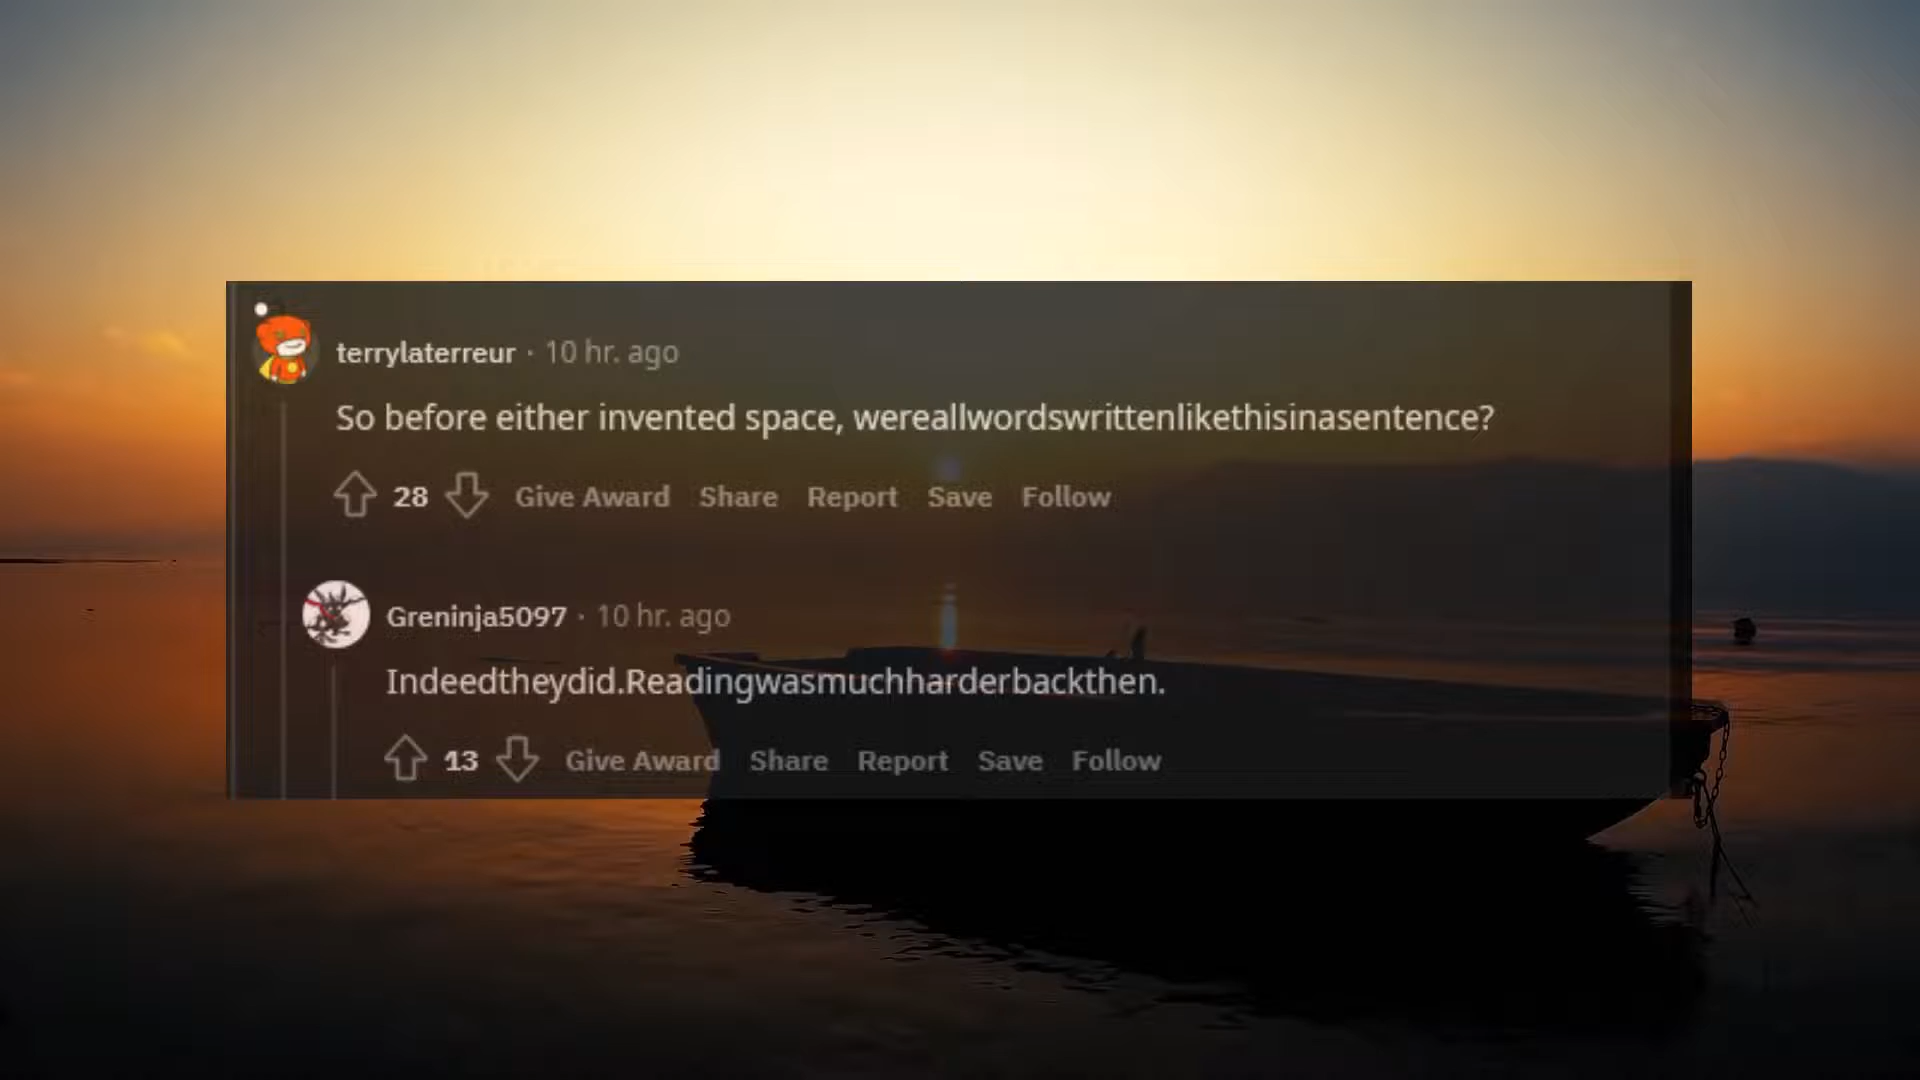 terrylaterreur · 10 hr. ago
So before either invented space, wereallwordswrittenlikethisinasentence?
28 Give Award Share Report Save Follow
Greninja5097 · 10 hr. ago
Indeedtheydid.Readingwasmuchharderbackthen.
13 Give Award Share Report Save Follow